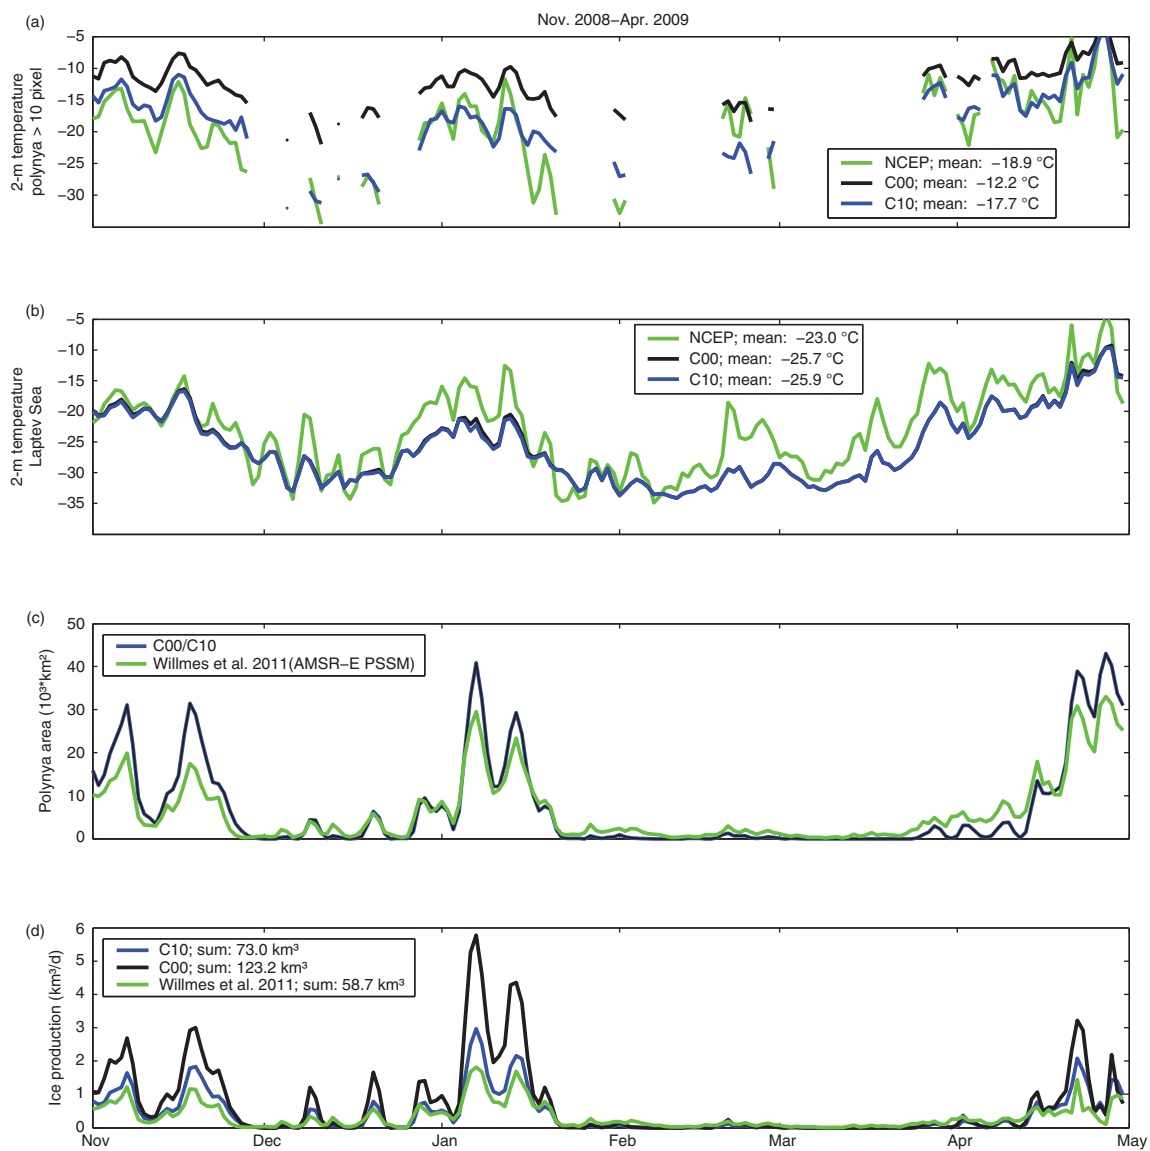 Nov. 2008–Apr. 2009
(a)
2-m temperature
polynya > 10 pixel
−5
−10
−15
−20
−25
−30
NCEP; mean: −18.9 °C
C00; mean: −12.2 °C
C10; mean: −17.7 °C
(b)
2-m temperature
Laptev Sea
−5
−10
−15
−20
−25
−30
−35
NCEP; mean: −23.0 °C
C00; mean: −25.7 °C
C10; mean: −25.9 °C
(c)
Polynya area (10³*km²)
50
40
30
20
10
0
C00/C10
Willmes et al. 2011(AMSR−E PSSM)
(d)
Ice production (km³/d)
6
5
4
3
2
1
0
C10; sum: 73.0 km³
C00; sum: 123.2 km³
Willmes et al. 2011; sum: 58.7 km³
Nov Dec Jan Feb Mar Apr May